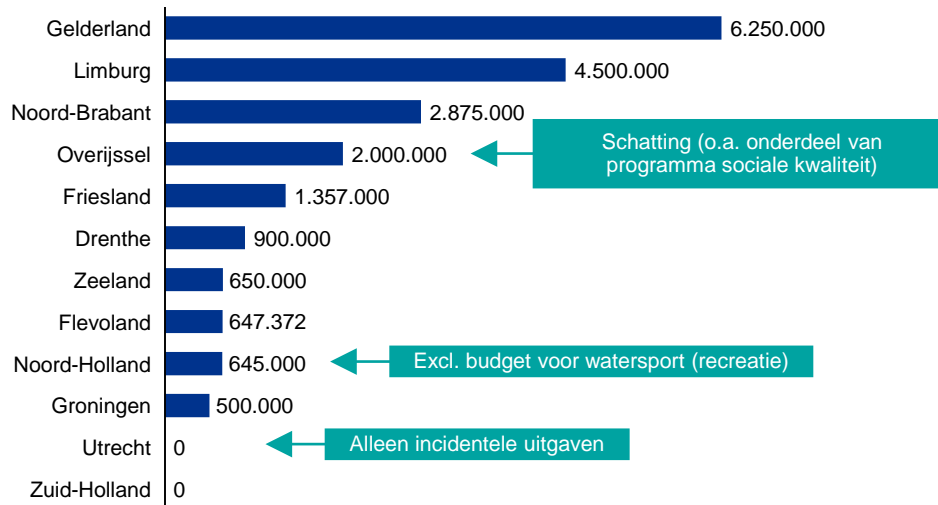 Gelderland 6.250.000
Limburg 4.500.000
Noord-Brabant 2.875.000
Overijssel 2.000.000
Schatting (o.a. onderdeel van
programma sociale kwaliteit)
Friesland 1.357.000
Drenthe 900.000
Zeeland 650.000
Flevoland 647.372
Noord-Holland 645.000 Excl. budget voor watersport (recreatie)
Groningen 500.000
Utrecht 0 Alleen incidentele uitgaven
Zuid-Holland 0